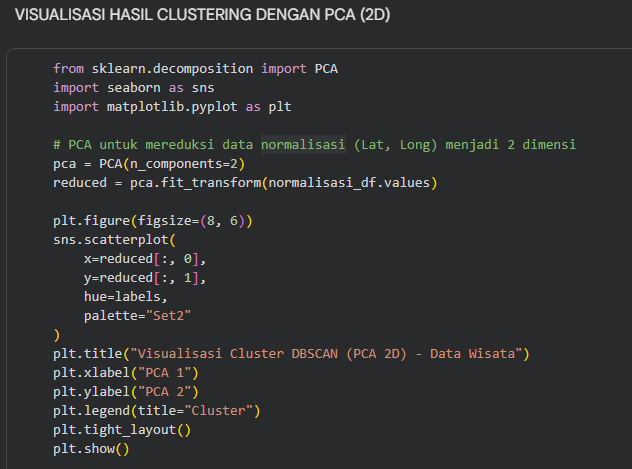 VISUALISASI HASIL CLUSTERING DENGAN PCA (2D)
from sklearn.decomposition import PCA
import seaborn as sns
import matplotlib.pyplot as plt
# PCA untuk mereduksi data normalisasi (Lat, Long) menjadi 2 dimensi
pca = PCA(n_components=2)
reduced = pca.fit_transform(normalisasi_df.values)
plt.figure(figsize=(8, 6))
sns.scatterplot(
    x=reduced[:, 0],
    y=reduced[:, 1],
    hue=labels,
    palette="Set2"
)
plt.title("Visualisasi Cluster DBSCAN (PCA 2D) - Data Wisata")
plt.xlabel("PCA 1")
plt.ylabel("PCA 2")
plt.legend(title="Cluster")
plt.tight_layout()
plt.show()